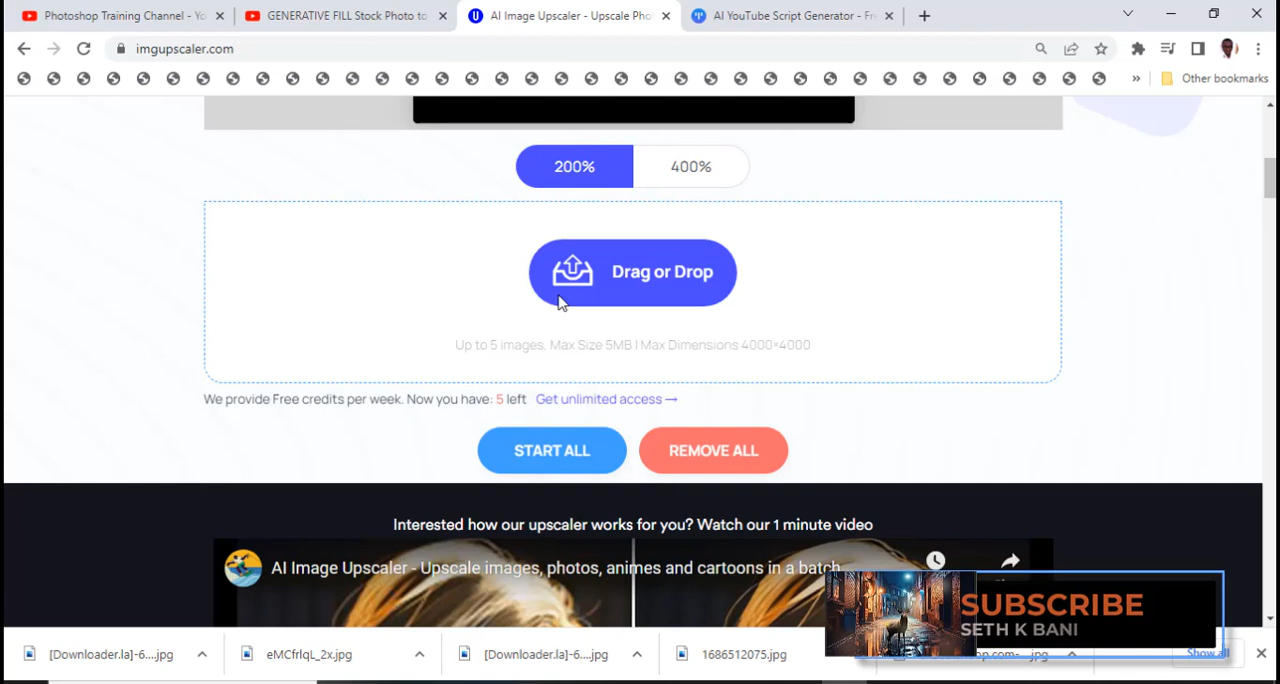 Photoshop Training Channel - Yo
GENERATIVE FILL Stock Photo to
AI Image Upscaler - Upscale Pho
AI YouTube Script Generator - Fre
imgupscaler.com
Other bookmarks
200%
400%
Drag or Drop
Up to 5 images. Max Size 5MB | Max Dimensions 4000×4000
We provide Free credits per week. Now you have: 5 left Get unlimited access →
START ALL
REMOVE ALL
Interested how our upscaler works for you? Watch our 1 minute video
AI Image Upscaler - Upscale images, photos, animes and cartoons in a batch
SUBSCRIBE
SETH K BANI
[Downloader.la]-6....jpg
eMCfrIqL_2x.jpg
[Downloader.la]-6....jpg
1686512075.jpg
Show all